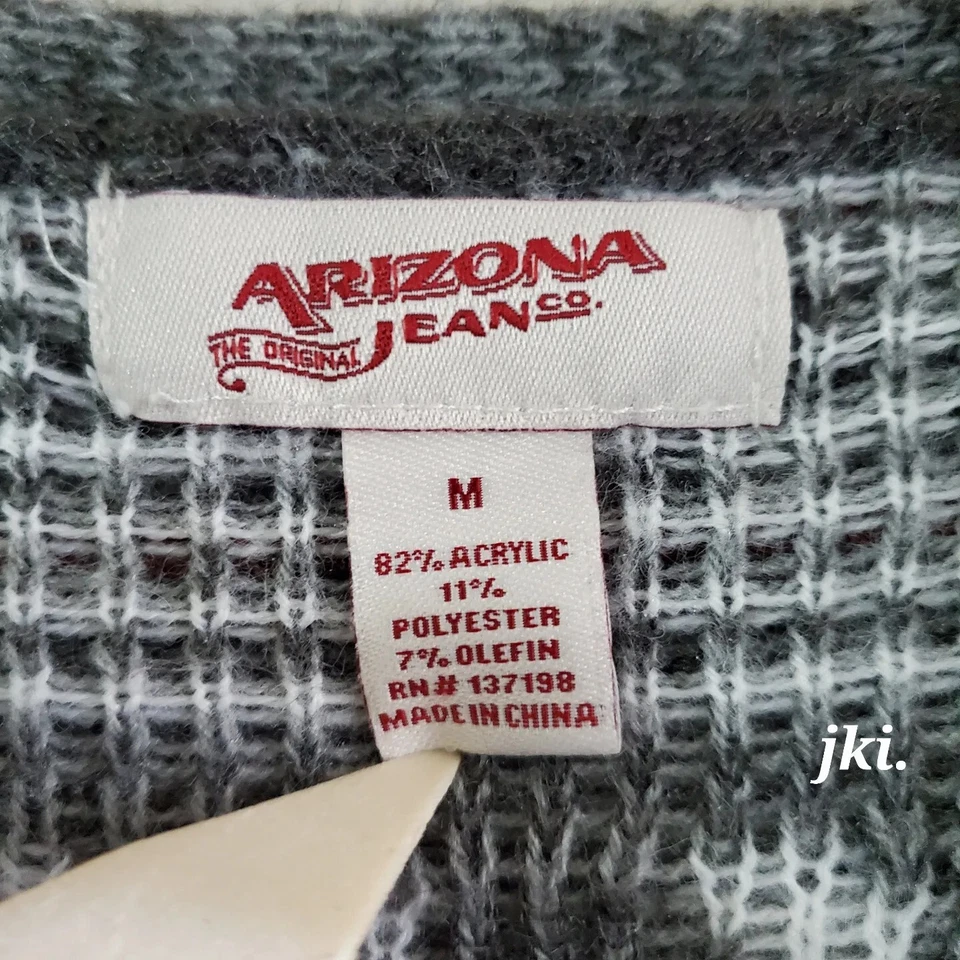 ARIZONA
THE ORIGINAL JEAN CO.
M
82% ACRYLIC
11%
POLYESTER
7% OLEFIN
RN# 137198
MADE IN CHINA
jki.